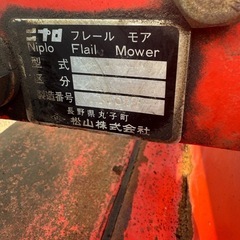 ニプロ フレール モア
Niplo Flail Mower
型式
区分
製造番号
長野県丸子町
松山株式会社